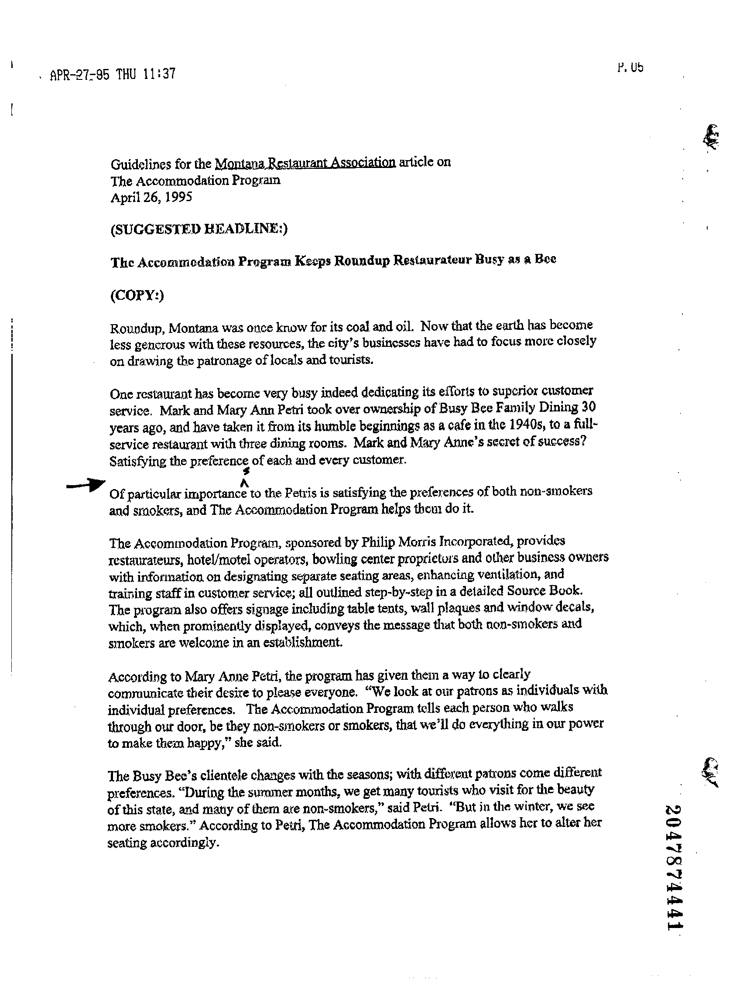 APR-27-95 THU 11:37
P. 05
Guidelines for the Montana Restaurant Association article on
The Accommodation Program
April 26, 1995
(SUGGESTED HEADLINE:)
The Accommodation Program Keeps Roundup Restaurateur Busy as a Bee
(COPY:)
Roundup, Montana was once know for its coal and oil. Now that the earth has become
less generous with these resources, the city's businesses have had to focus more closely
on drawing the patronage of locals and tourists.
One restaurant has become very busy indeed dedicating its efforts to superior customer
service. Mark and Mary Ann Petri took over ownership of Busy Bee Family Dining 30
years ago, and have taken it from its humble beginnings as a cafe in the 1940s, to a full-
service restaurant with three dining rooms. Mark and Mary Anne's secret of success?
Satisfying the preference of each and every customer.
s
Of particular importance to the Petris is satisfying the preferences of both non-smokers
and smokers, and The Accommodation Program helps them do it.
The Accommodation Program, sponsored by Philip Morris Incorporated, provides
restaurateurs, hotel/motel operators, bowling center proprietors and other business owners
with information on designating separate seating areas, enhancing ventilation, and
training staff in customer service; all outlined step-by-step in a detailed Source Book.
The program also offers signage including table tents, wall plaques and window decals,
which, when prominently displayed, conveys the message that both non-smokers and
smokers are welcome in an establishment.
According to Mary Anne Petri, the program has given them a way to clearly
communicate their desire to please everyone. "We look at our patrons as individuals with
individual preferences. The Accommodation Program tells each person who walks
through our door, be they non-smokers or smokers, that we'll do everything in our power
to make them happy," she said.
The Busy Bee's clientele changes with the seasons; with different patrons come different
preferences. "During the summer months, we get many tourists who visit for the beauty
of this state, and many of them are non-smokers," said Petri. "But in the winter, we see
more smokers." According to Petri, The Accommodation Program allows her to alter her
seating accordingly.
2047874441